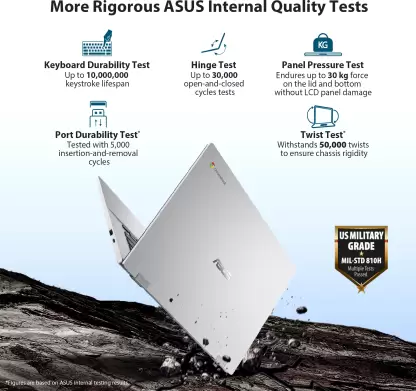 More Rigorous ASUS Internal Quality Tests
KG
Keyboard Durability Test
Up to 10,000,000
keystroke lifespan
Hinge Test
Up to 30,000
open-and-closed
cycles tests
Panel Pressure Test
Endures up to 30 kg force
on the lid and bottom
without LCD panel damage
Port Durability Test*
Tested with 5,000
insertion-and-removal
cycles
Twist Test*
Withstands 50,000 twists
to ensure chassis rigidity
chromebook
ASUS
US MILITARY
GRADE
MIL-STD 810H
Multiple Tests
Passed
*Figures are based on ASUS internal testing results.